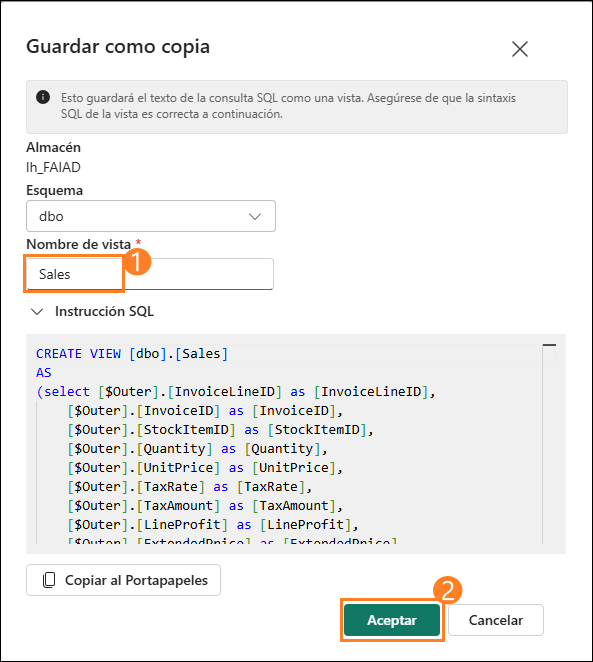 Guardar como copia
Esto guardará el texto de la consulta SQL como una vista. Asegúrese de que la sintaxis
SQL de la vista es correcta a continuación.
Almacén
lh_FAIAD
Esquema
dbo
Nombre de vista *
1
Sales
Instrucción SQL
CREATE VIEW [dbo].[Sales]
AS
(select [$Outer].[InvoiceLineID] as [InvoiceLineID],
[$Outer].[InvoiceID] as [InvoiceID],
[$Outer].[StockItemID] as [StockItemID],
[$Outer].[Quantity] as [Quantity],
[$Outer].[UnitPrice] as [UnitPrice],
[$Outer].[TaxRate] as [TaxRate],
[$Outer].[TaxAmount] as [TaxAmount],
[$Outer].[LineProfit] as [LineProfit],
[$Outer].[ExtendedPrice] as [ExtendedPrice]
Copiar al Portapapeles
2
Aceptar
Cancelar